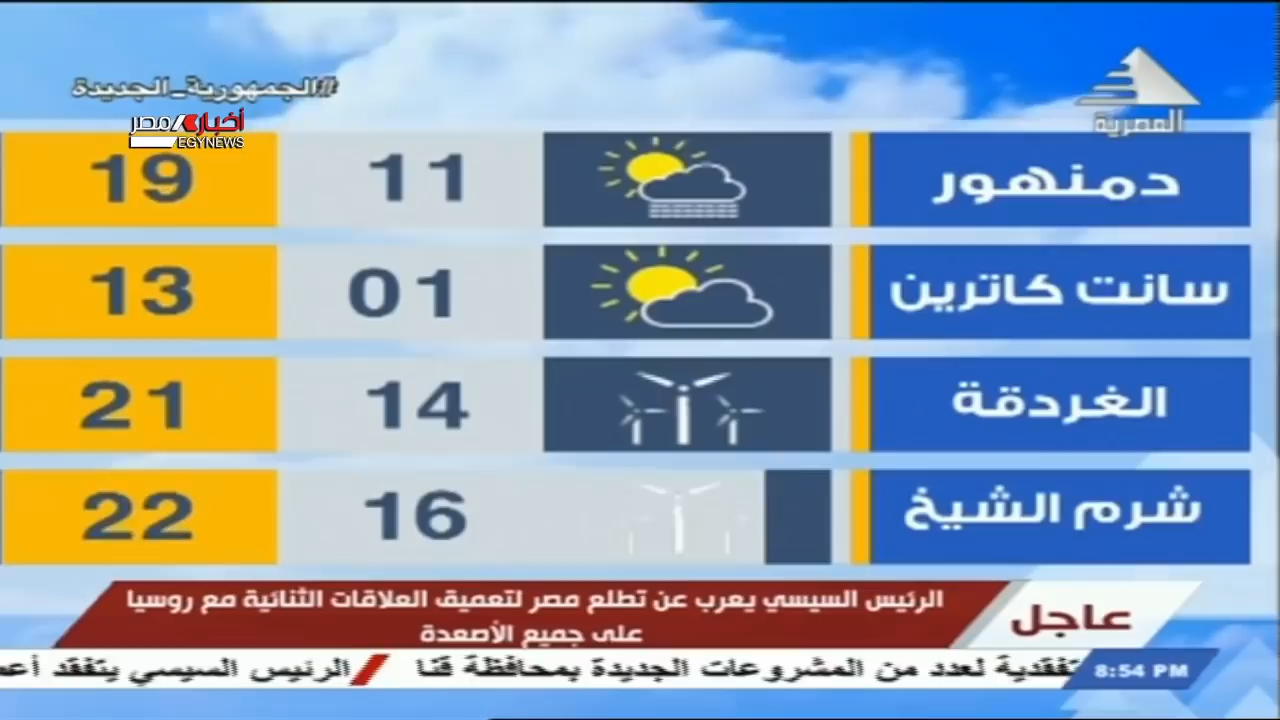 #الجمهورية_الجديدة
المصرية
أخبار مصر
EGYNEWS
دمنهور 11 19
سانت كاترين 01 13
الغردقة 14 21
شرم الشيخ 16 22
عاجل
الرئيس السيسي يعرب عن تطلع مصر لتعميق العلاقات الثنائية مع روسيا
على جميع الأصعدة
8:54 PM
تفقدية لعدد من المشروعات الجديدة بمحافظة قنا / الرئيس السيسي يتفقد